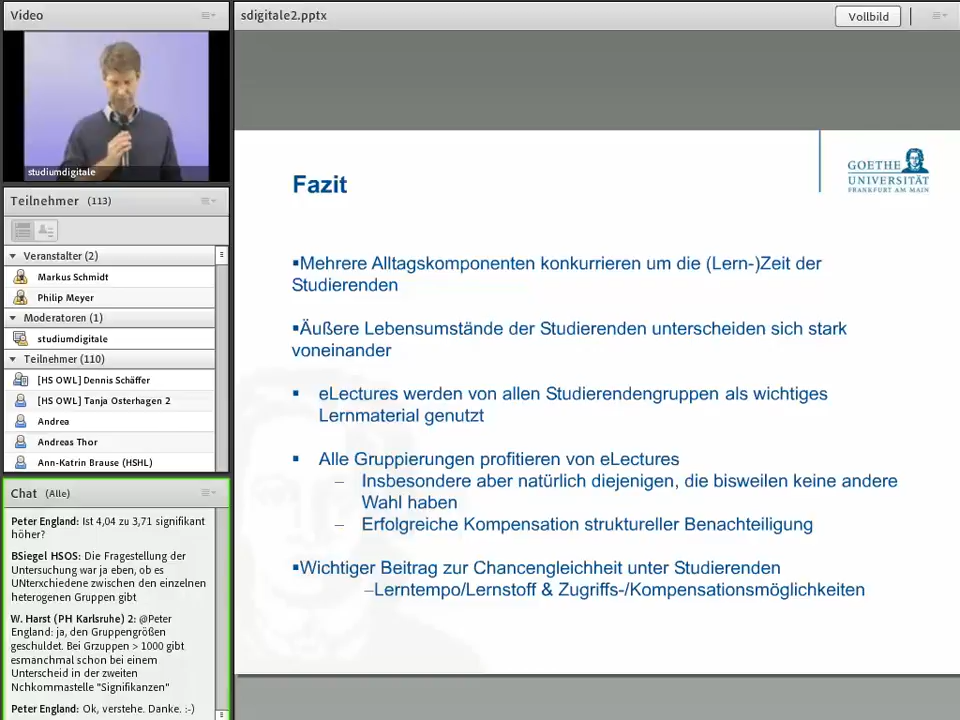 Video
studiumdigitale
Teilnehmer (113)
Veranstalter (2)
Markus Schmidt
Philip Meyer
Moderatoren (1)
studiumdigitale
Teilnehmer (110)
[HS OWL] Dennis Schäffer
[HS OWL] Tanja Osterhagen 2
Andrea
Andreas Thor
Ann-Katrin Brause (HSHL)
Chat (Alle)
Peter England: Ist 4,04 zu 3,71 signifikant
höher?
BSiegel HSOS: Die Fragestellung der
Untersuchung war ja eben, ob es
UNterxchiedene zwischen den einzelnen
heterogenen Gruppen gibt
W. Harst (PH Karlsruhe) 2: @Peter
England: ja, den Gruppengrößen
geschuldet. Bei Grzuppen > 1000 gibt
esmanchmal schon bei einem
Unterscheid in der zweiten
Nchkommastelle "Signifikanzen"
Peter England: Ok, verstehe. Danke. :-)
sdigitale2.pptx
Vollbild
GOETHE
UNIVERSITÄT
FRANKFURT AM MAIN
Fazit
▪Mehrere Alltagskomponenten konkurrieren um die (Lern-)Zeit der
Studierenden
▪Äußere Lebensumstände der Studierenden unterscheiden sich stark
voneinander
▪ eLectures werden von allen Studierendengruppen als wichtiges
Lernmaterial genutzt
▪ Alle Gruppierungen profitieren von eLectures
– Insbesondere aber natürlich diejenigen, die bisweilen keine andere
Wahl haben
– Erfolgreiche Kompensation struktureller Benachteiligung
▪Wichtiger Beitrag zur Chancengleichheit unter Studierenden
–Lerntempo/Lernstoff & Zugriffs-/Kompensationsmöglichkeiten